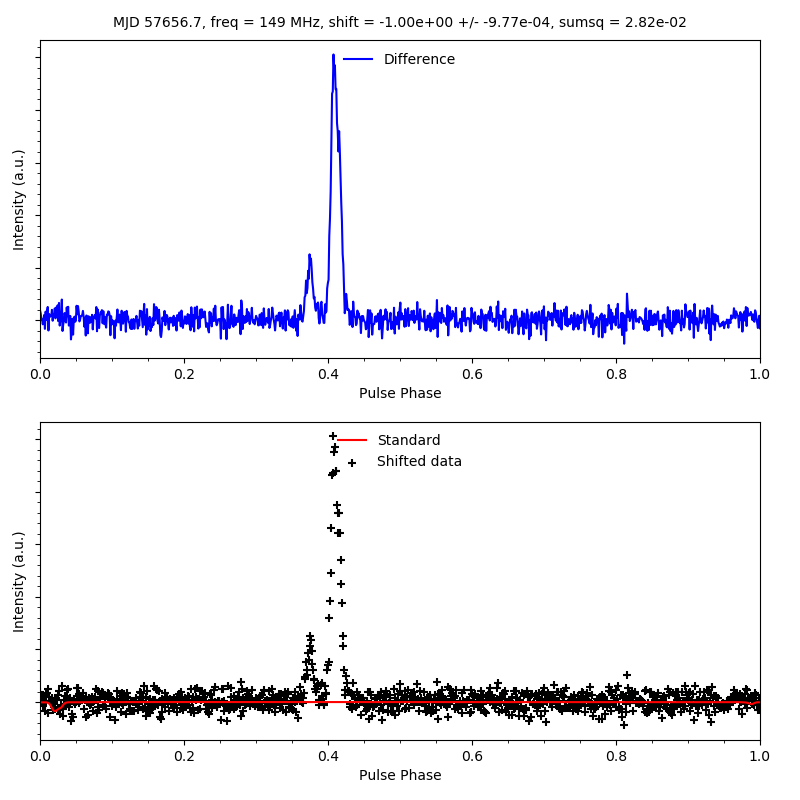 MJD 57656.7, freq = 149 MHz, shift = -1.00e+00 +/- -9.77e-04, sumsq = 2.82e-02
Difference
Intensity (a.u.)
0.0 0.2 0.4 0.6 0.8 1.0
Pulse Phase
Standard
Shifted data
Intensity (a.u.)
0.0 0.2 0.4 0.6 0.8 1.0
Pulse Phase